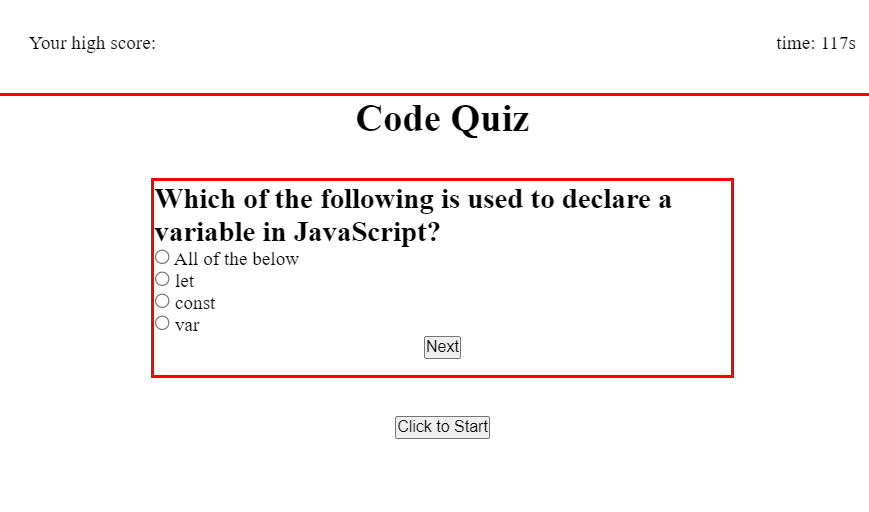 Your high score:
time: 117s
Code Quiz
Which of the following is used to declare a
variable in JavaScript?
All of the below
let
const
var
Next
Click to Start